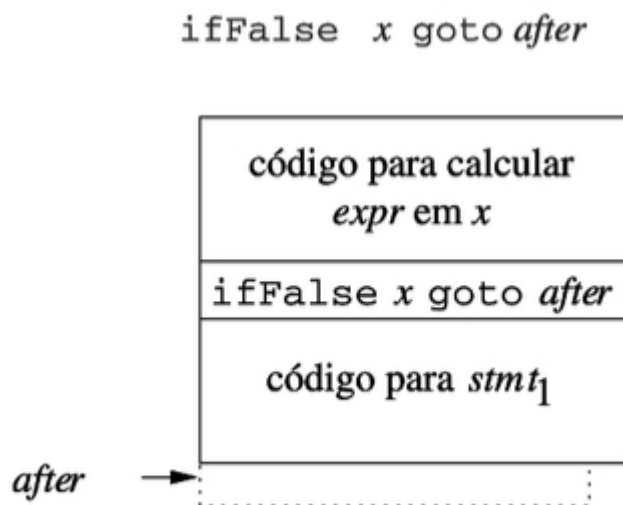 ifFalse x goto after
código para calcular
expr em x
ifFalse x goto after
código para stmt1
after